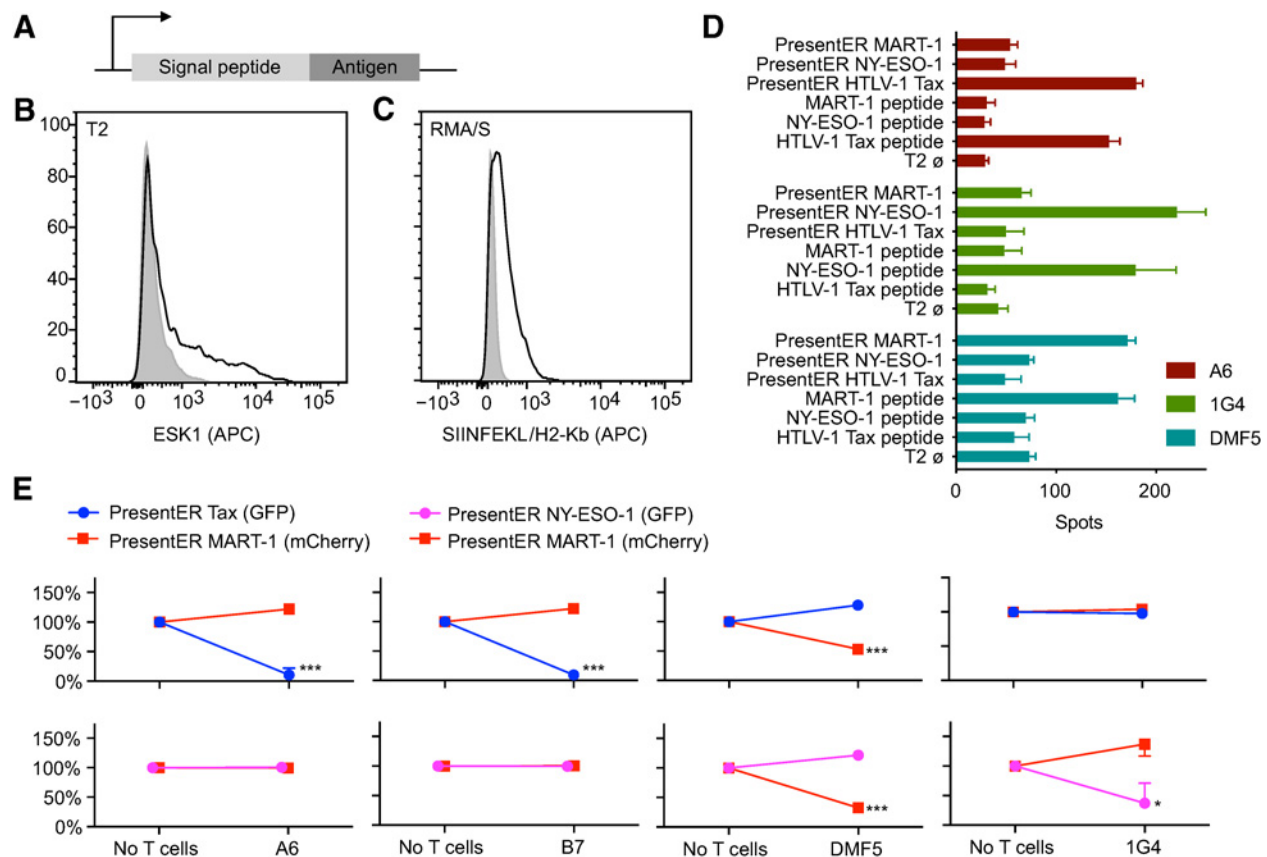 A
Signal peptide
Antigen
B
T2
100
80
60
40
20
0
−10³ 0 10³ 10⁴ 10⁵
ESK1 (APC)
C
RMA/S
−10³ 0 10³ 10⁴ 10⁵
SIINFEKL/H2-Kb (APC)
D
PresentER MART-1
PresentER NY-ESO-1
PresentER HTLV-1 Tax
MART-1 peptide
NY-ESO-1 peptide
HTLV-1 Tax peptide
T2 ø
PresentER MART-1
PresentER NY-ESO-1
PresentER HTLV-1 Tax
MART-1 peptide
NY-ESO-1 peptide
HTLV-1 Tax peptide
T2 ø
PresentER MART-1
PresentER NY-ESO-1
PresentER HTLV-1 Tax
MART-1 peptide
NY-ESO-1 peptide
HTLV-1 Tax peptide
T2 ø
A6
1G4
DMF5
0 100 200
Spots
E
PresentER Tax (GFP)
PresentER MART-1 (mCherry)
PresentER NY-ESO-1 (GFP)
PresentER MART-1 (mCherry)
150%
100%
50%
0%
***
***
***
150%
100%
50%
0%
***
*
No T cells A6
No T cells B7
No T cells DMF5
No T cells 1G4